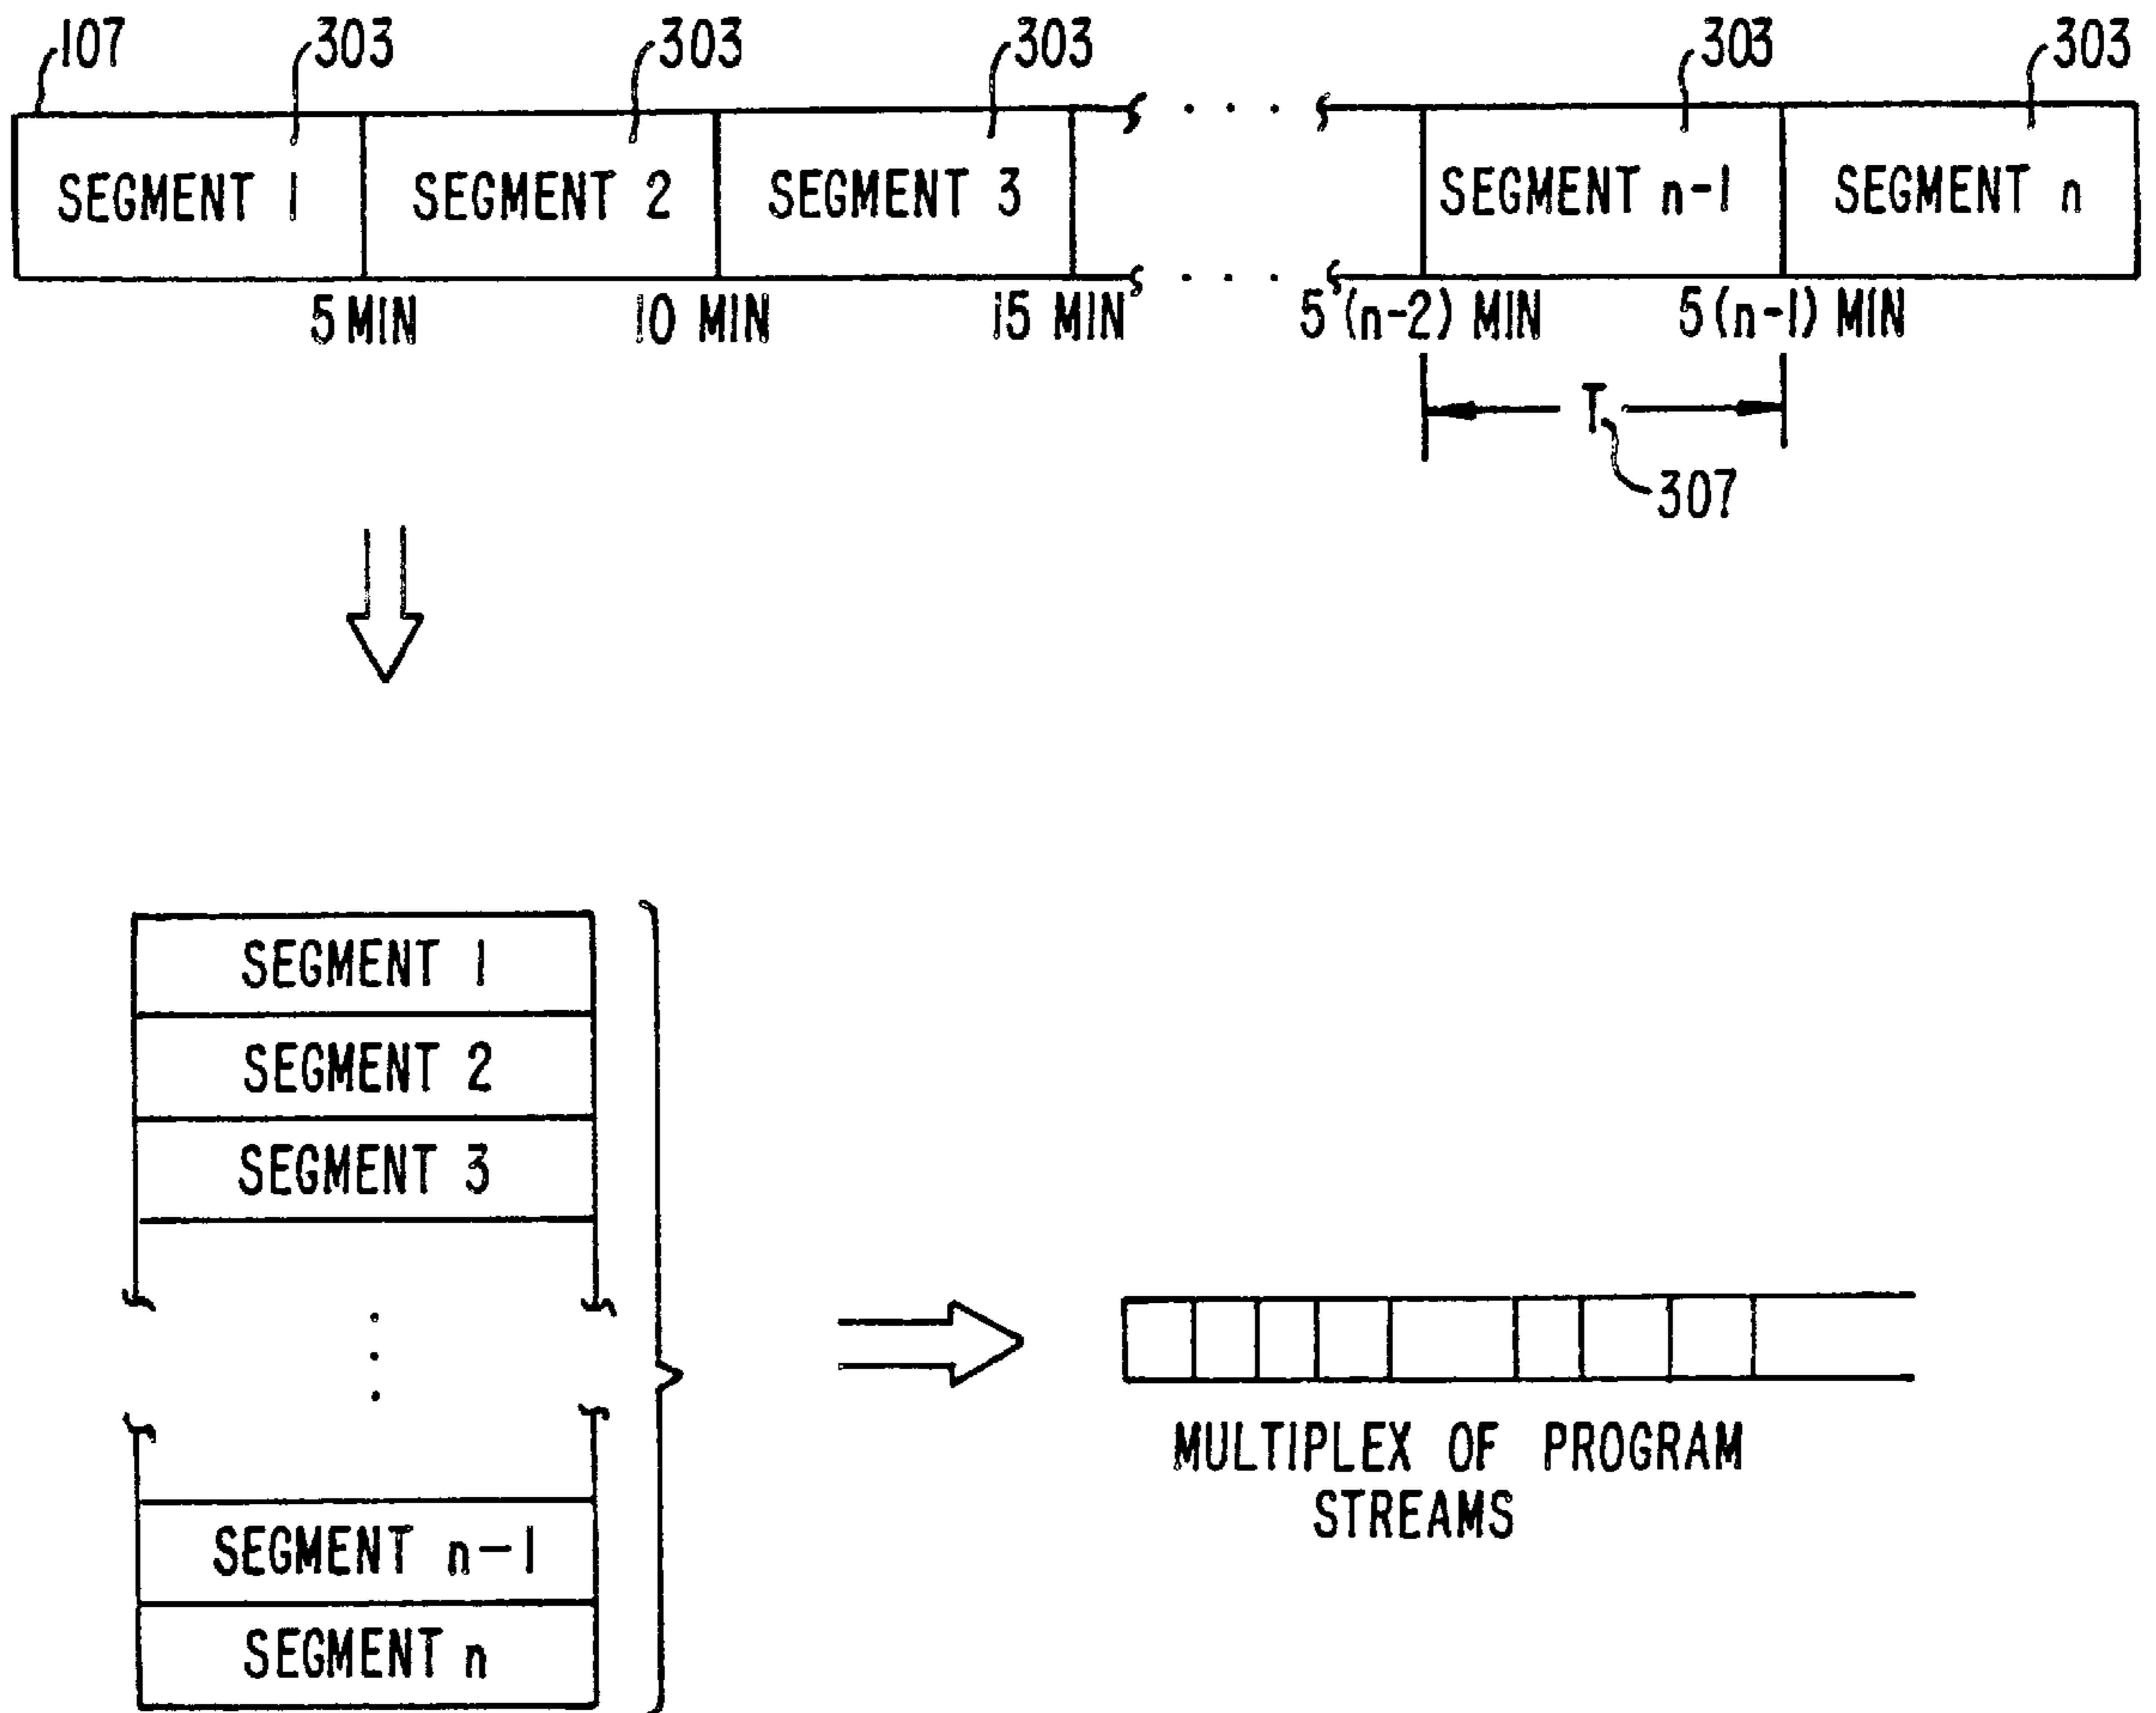 107 303 303 303 303 303
SEGMENT 1 SEGMENT 2 SEGMENT 3 SEGMENT n-1 SEGMENT n
5 MIN 10 MIN 15 MIN 5(n-2) MIN 5(n-1) MIN
T
307
SEGMENT 1
SEGMENT 2
SEGMENT 3
SEGMENT n-1
SEGMENT n
MULTIPLEX OF PROGRAM
STREAMS